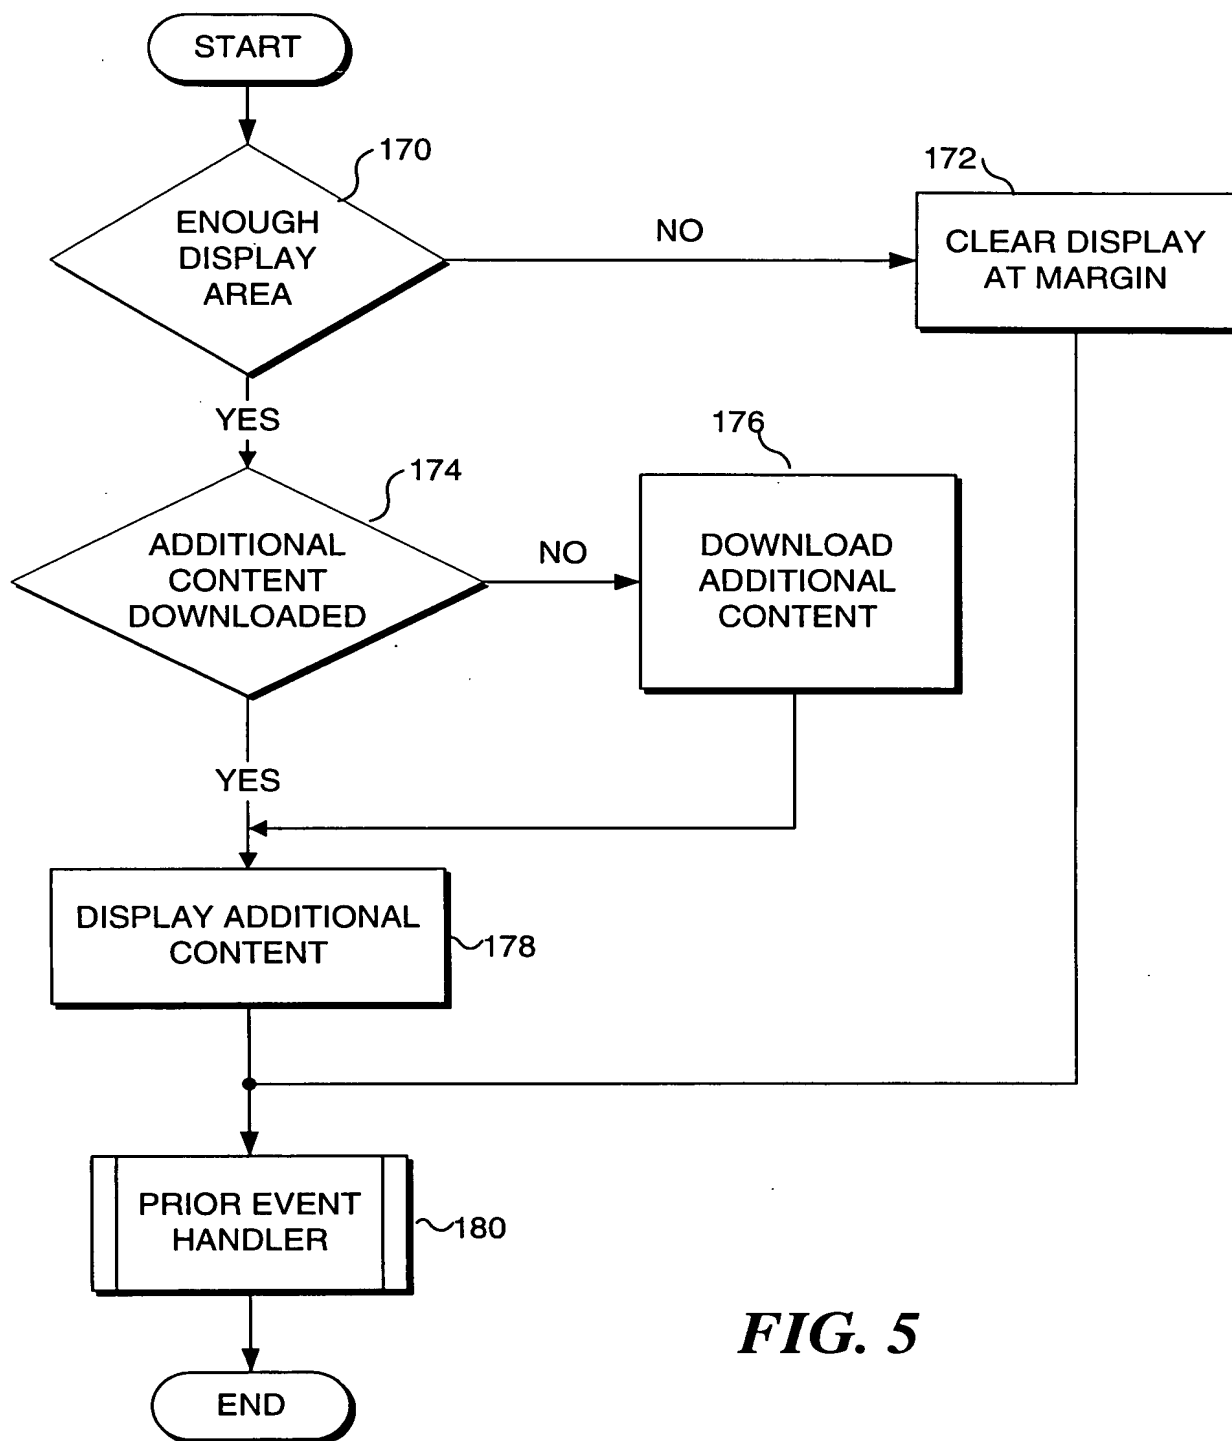 START
170
ENOUGH
DISPLAY
AREA
NO
172
CLEAR DISPLAY
AT MARGIN
YES
174
ADDITIONAL
CONTENT
DOWNLOADED
NO
176
DOWNLOAD
ADDITIONAL
CONTENT
YES
DISPLAY ADDITIONAL
CONTENT
178
PRIOR EVENT
HANDLER
180
END
FIG. 5